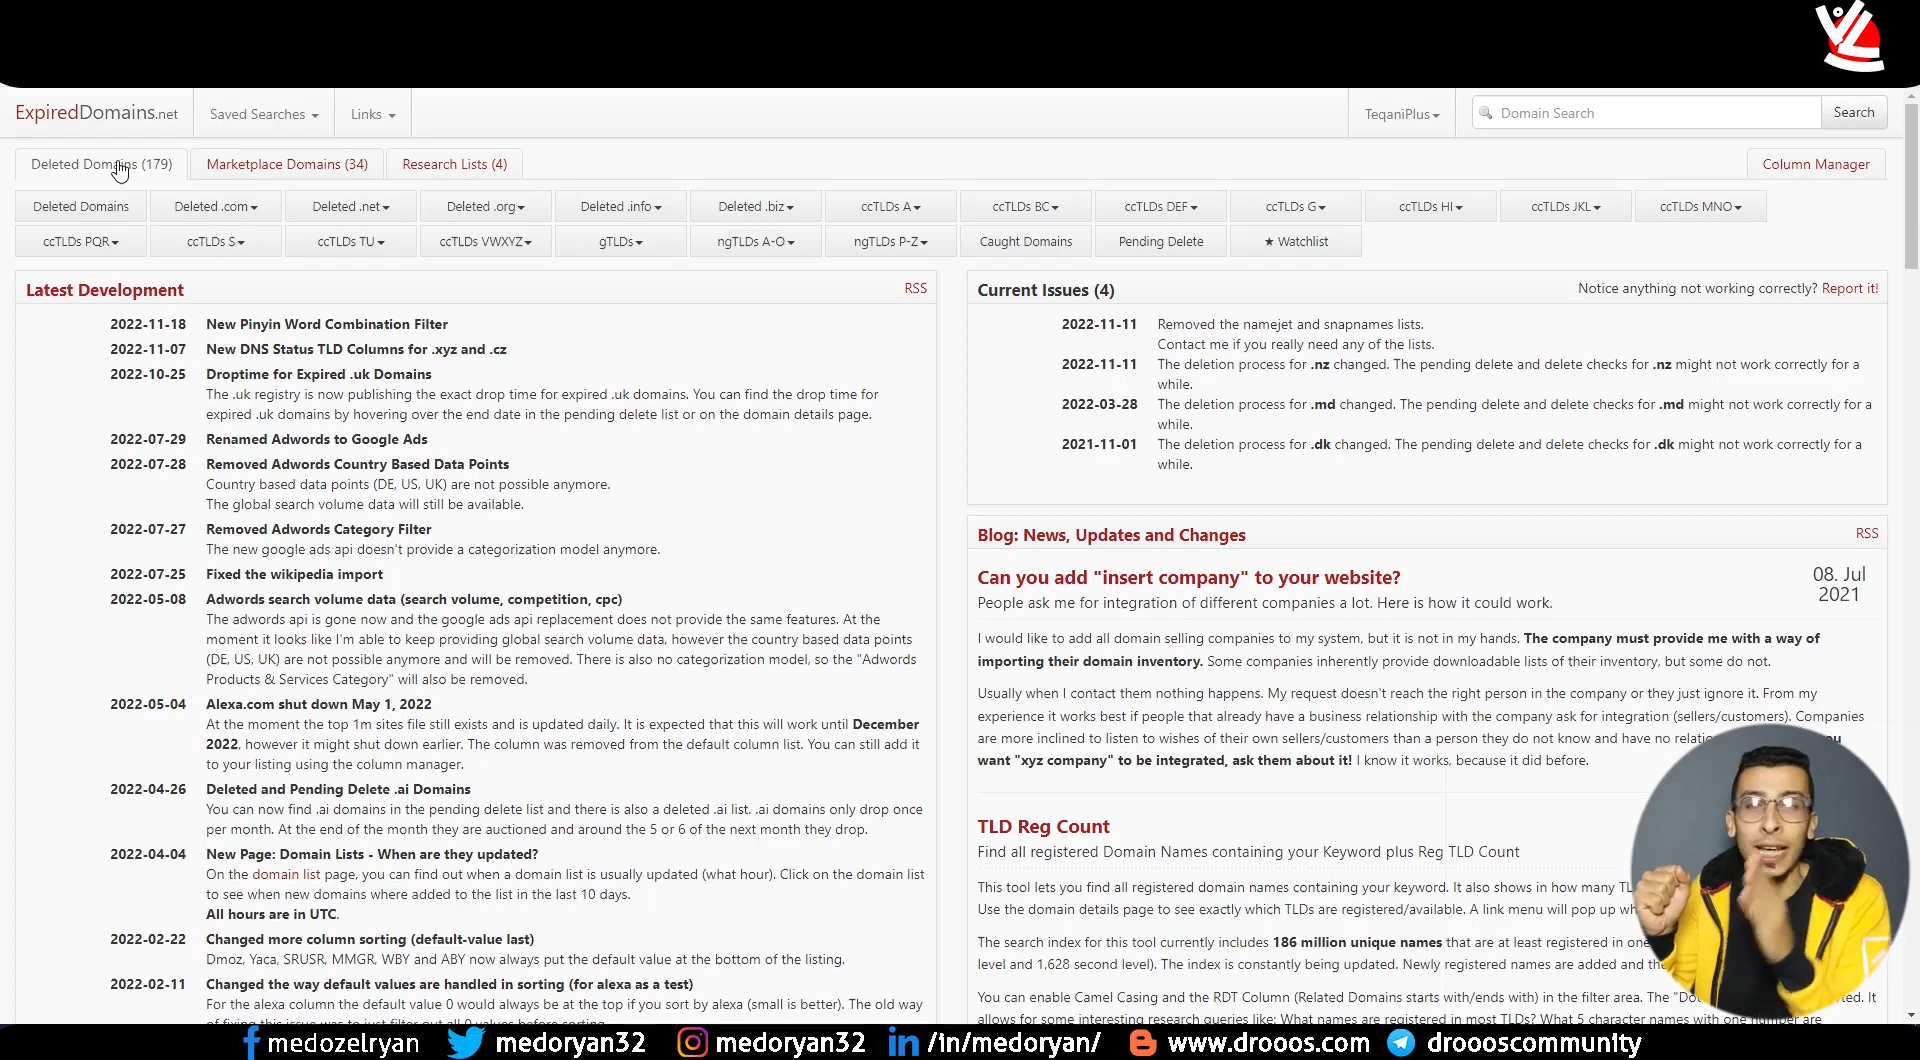 ExpiredDomains.net
Saved Searches
Links
TeqaniPlus
Domain Search
Search
Deleted Domains (179)
Marketplace Domains (34)
Research Lists (4)
Column Manager
Deleted Domains
Deleted .com
Deleted .net
Deleted .org
Deleted .info
Deleted .biz
ccTLDs A
ccTLDs BC
ccTLDs DEF
ccTLDs G
ccTLDs HI
ccTLDs JKL
ccTLDs MNO
ccTLDs PQR
ccTLDs S
ccTLDs TU
ccTLDs VWXYZ
gTLDs
ngTLDs A-O
ngTLDs P-Z
Caught Domains
Pending Delete
★ Watchlist
Latest Development
RSS
2022-11-18 New Pinyin Word Combination Filter
2022-11-07 New DNS Status TLD Columns for .xyz and .cz
2022-10-25 Droptime for Expired .uk Domains
The .uk registry is now publishing the exact drop time for expired .uk domains. You can find the drop time for
expired .uk domains by hovering over the end date in the pending delete list or on the domain details page.
2022-07-29 Renamed Adwords to Google Ads
2022-07-28 Removed Adwords Country Based Data Points
Country based data points (DE, US, UK) are not possible anymore.
The global search volume data will still be available.
2022-07-27 Removed Adwords Category Filter
The new google ads api doesn't provide a categorization model anymore.
2022-07-25 Fixed the wikipedia import
2022-05-08 Adwords search volume data (search volume, competition, cpc)
The adwords api is gone now and the google ads api replacement does not provide the same features. At the
moment it looks like I'm able to keep providing global search volume data, however the country based data points
(DE, US, UK) are not possible anymore and will be removed. There is also no categorization model, so the "Adwords
Products & Services Category" will also be removed.
2022-05-04 Alexa.com shut down May 1, 2022
At the moment the top 1m sites file still exists and is updated daily. It is expected that this will work until December
2022, however it might shut down earlier. The column was removed from the default column list. You can still add it
to your listing using the column manager.
2022-04-26 Deleted and Pending Delete .ai Domains
You can now find .ai domains in the pending delete list and there is also a deleted .ai list. .ai domains only drop once
per month. At the end of the month they are auctioned and around the 5 or 6 of the next month they drop.
2022-04-04 New Page: Domain Lists - When are they updated?
On the domain list page, you can find out when a domain list is usually updated (what hour). Click on the domain list
to see when new domains where added to the list in the last 10 days.
All hours are in UTC.
2022-02-22 Changed more column sorting (default-value last)
Dmoz, Yaca, SRUSR, MMGR, WBY and ABY now always put the default value at the bottom of the listing.
2022-02-11 Changed the way default values are handled in sorting (for alexa as a test)
For the alexa column the default value 0 would always be at the top if you sort by alexa (small is better). The old way
of fixing this issue was to just filter out all 0 values before sorting.
Current Issues (4)
Notice anything not working correctly? Report it!
2022-11-11 Removed the namejet and snapnames lists.
Contact me if you really need any of the lists.
2022-11-11 The deletion process for .nz changed. The pending delete and delete checks for .nz might not work correctly for a
while.
2022-03-28 The deletion process for .md changed. The pending delete and delete checks for .md might not work correctly for a
while.
2021-11-01 The deletion process for .dk changed. The pending delete and delete checks for .dk might not work correctly for a
while.
Blog: News, Updates and Changes
RSS
Can you add "insert company" to your website?
08. Jul
2021
People ask me for integration of different companies a lot. Here is how it could work.
I would like to add all domain selling companies to my system, but it is not in my hands. The company must provide me with a way of
importing their domain inventory. Some companies inherently provide downloadable lists of their inventory, but some do not.
Usually when I contact them nothing happens. My request doesn't reach the right person in the company or they just ignore it. From my
experience it works best if people that already have a business relationship with the company ask for integration (sellers/customers). Companies
are more inclined to listen to wishes of their own sellers/customers than a person they do not know and have no
want "xyz company" to be integrated, ask them about it! I know it works, because it did before.
TLD Reg Count
Find all registered Domain Names containing your Keyword plus Reg TLD Count
This tool lets you find all registered domain names containing your keyword. It also shows in how many
Use the domain details page to see exactly which TLDs are registered/available. A link menu will pop up
The search index for this tool currently includes 186 million unique names that are at least registered in
level and 1,628 second level). The index is constantly being updated. Newly registered names are added and
You can enable Camel Casing and the RDT Column (Related Domains starts with/ends with) in the filter area. The It
allows for some interesting research queries like: What names are registered in most TLDs? What 5 character names with one number are
medozelryan
medoryan32
medoryan32
/in/medoryan/
www.drooos.com
droooscommunity